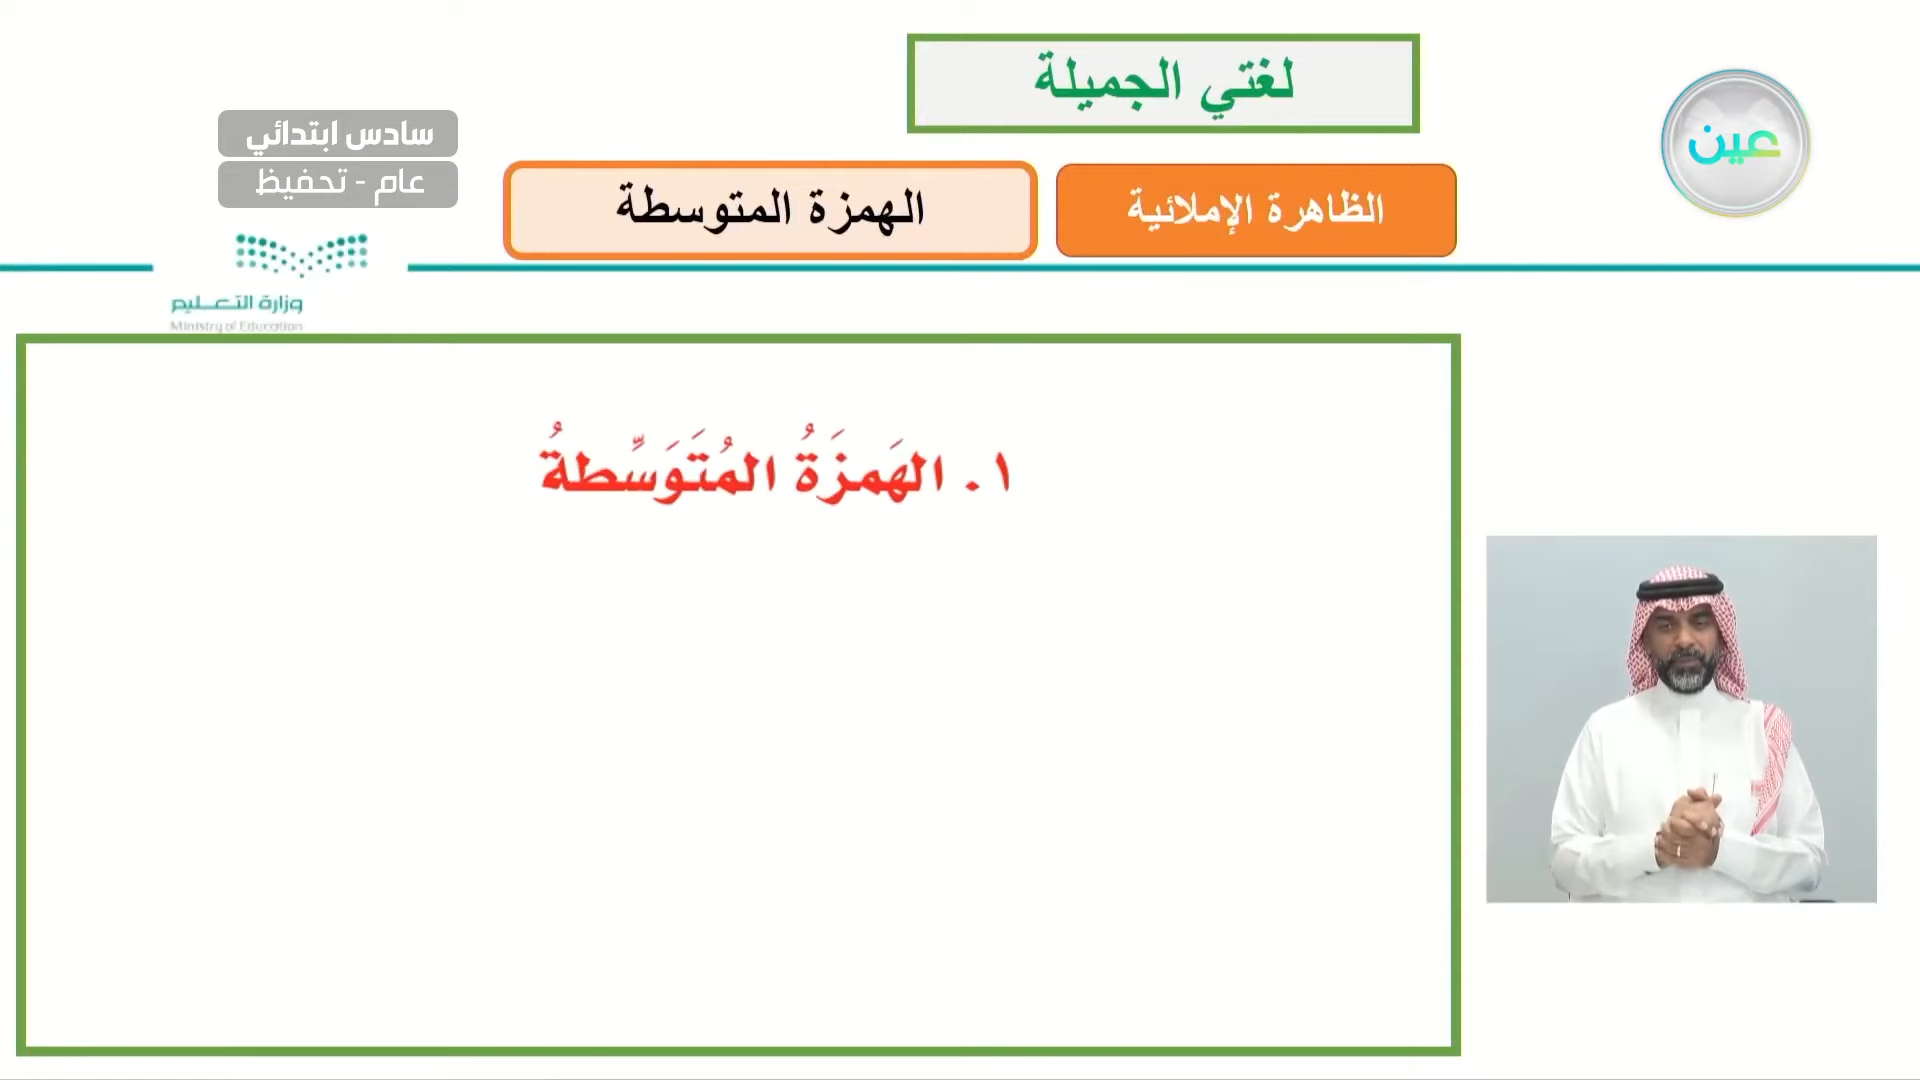 لغتي الجميلة
عين
سادس ابتدائي
عام - تحفيظ
الظاهرة الإملائية
الهمزة المتوسطة
وزارة التعـــليم
Ministry of Education
١. الهَمزَةُ المُتَوَسِّطةُ